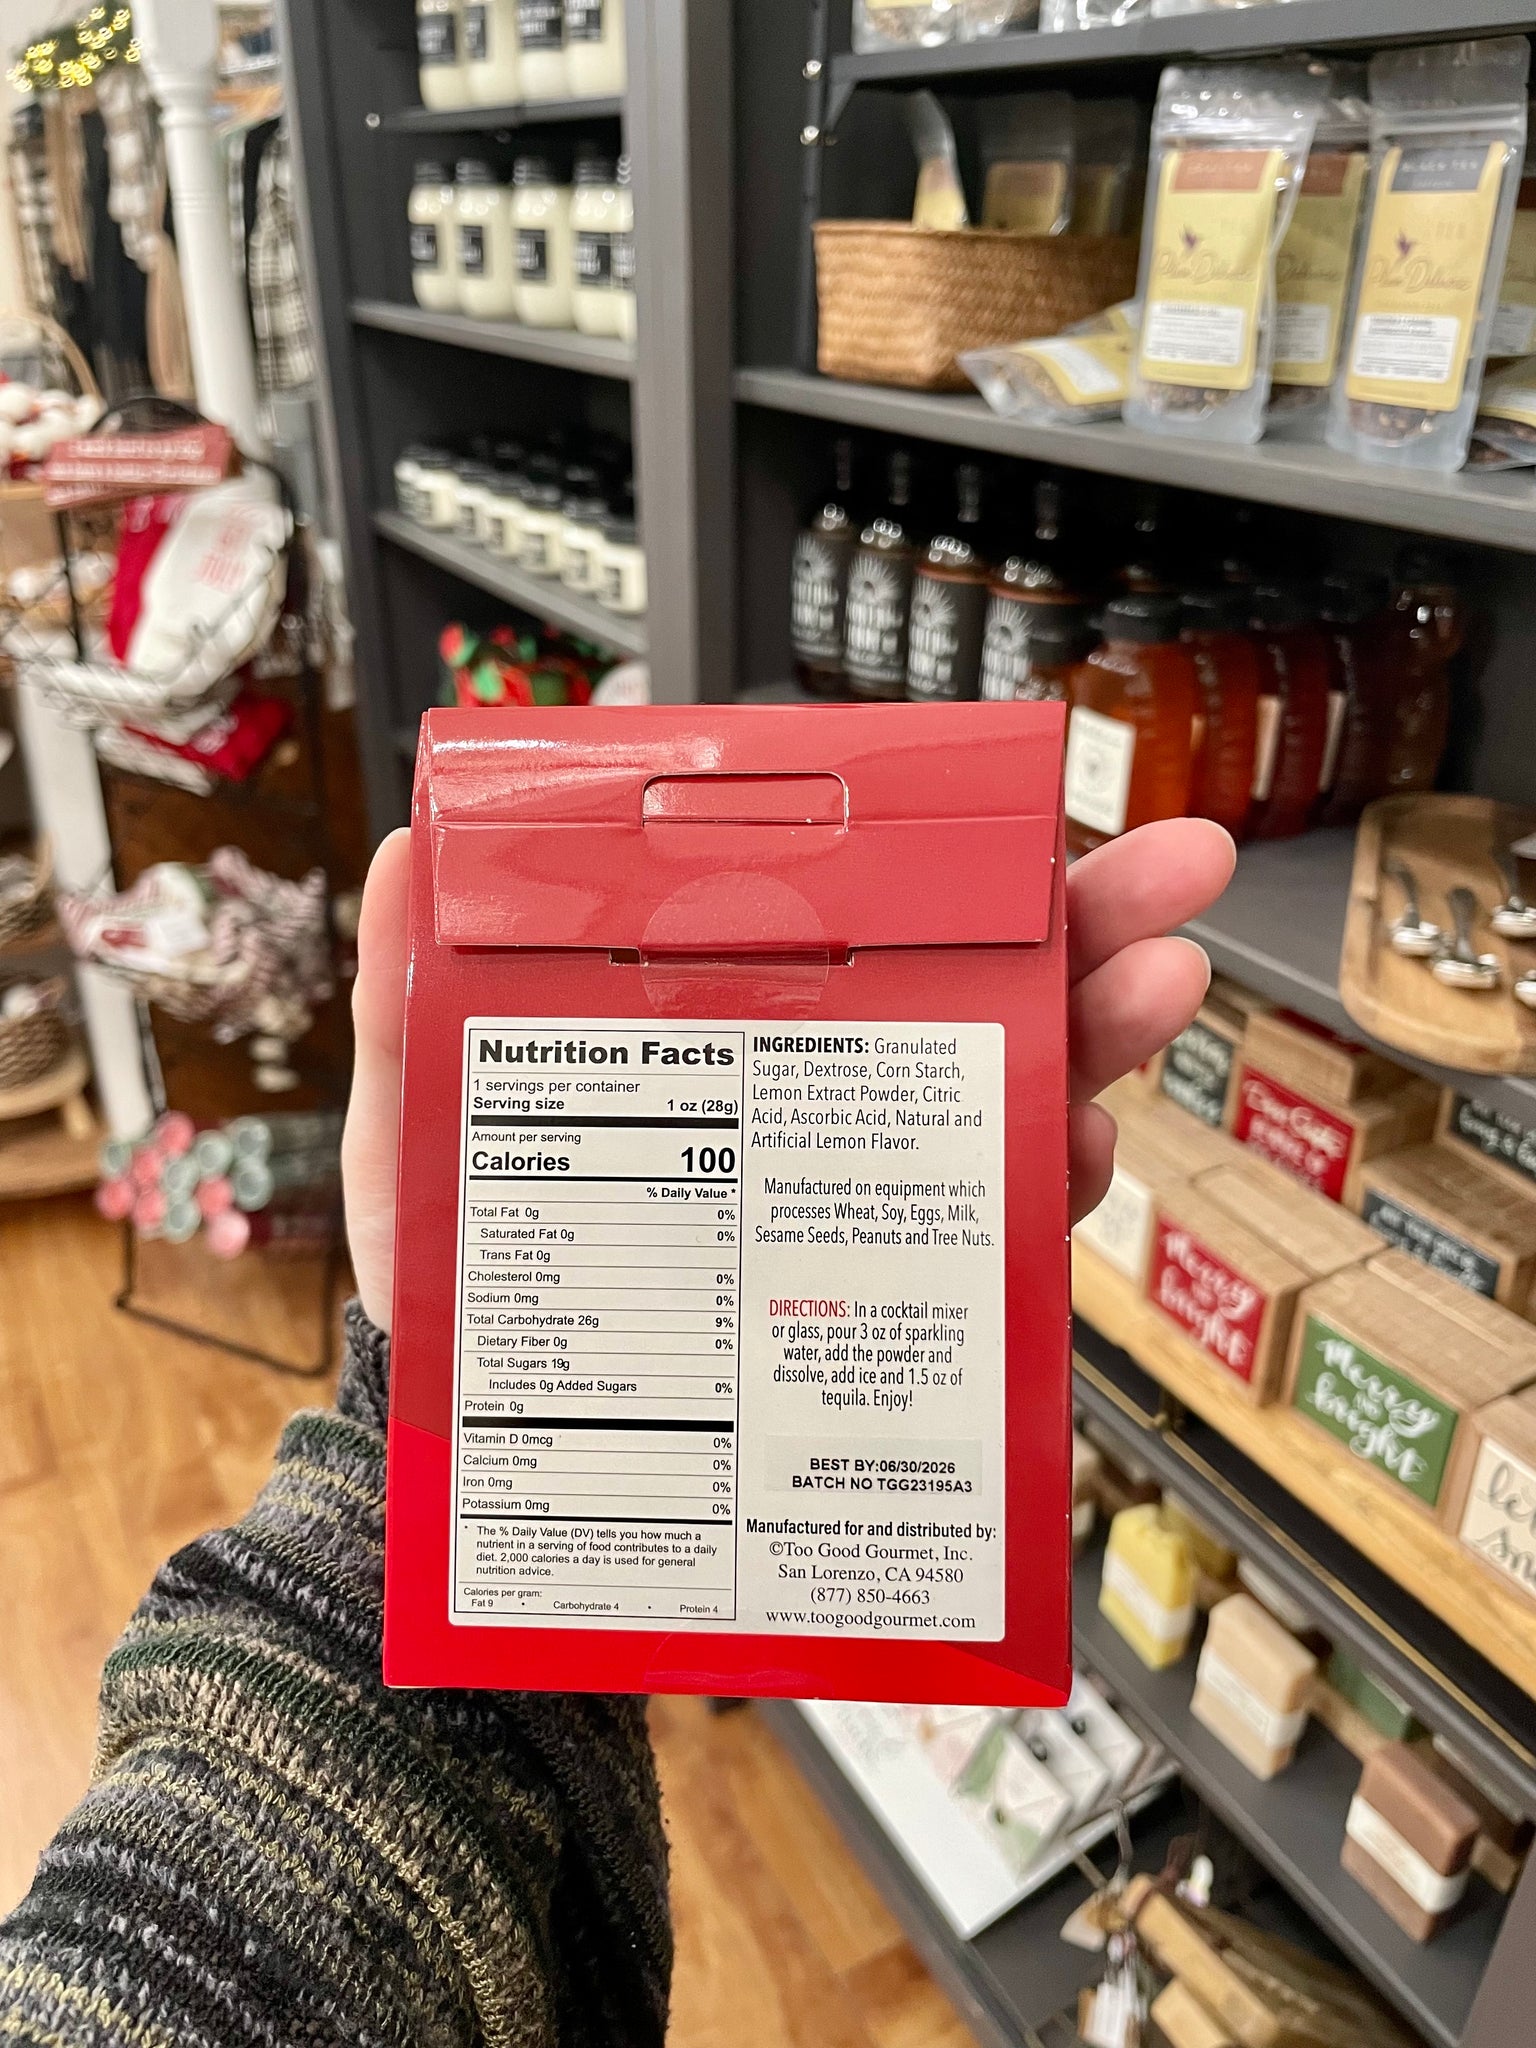 Nutrition Facts
1 servings per container
Serving size 1 oz (28g)
Amount per serving
Calories 100
% Daily Value *
Total Fat 0g 0%
Saturated Fat 0g 0%
Trans Fat 0g
Cholesterol 0mg 0%
Sodium 0mg 0%
Total Carbohydrate 26g 9%
Dietary Fiber 0g 0%
Total Sugars 19g
Includes 0g Added Sugars 0%
Protein 0g
Vitamin D 0mcg 0%
Calcium 0mg 0%
Iron 0mg 0%
Potassium 0mg 0%
* The % Daily Value (DV) tells you how much a
nutrient in a serving of food contributes to a daily
diet. 2,000 calories a day is used for general
nutrition advice.
Calories per gram:
Fat 9 • Carbohydrate 4 • Protein 4
INGREDIENTS: Granulated
Sugar, Dextrose, Corn Starch,
Lemon Extract Powder, Citric
Acid, Ascorbic Acid, Natural and
Artificial Lemon Flavor.
Manufactured on equipment which
processes Wheat, Soy, Eggs, Milk,
Sesame Seeds, Peanuts and Tree Nuts.
DIRECTIONS: In a cocktail mixer
or glass, pour 3 oz of sparkling
water, add the powder and
dissolve, add ice and 1.5 oz of
tequila. Enjoy!
BEST BY:06/30/2026
BATCH NO TGG23195A3
Manufactured for and distributed by:
©Too Good Gourmet, Inc.
San Lorenzo, CA 94580
(877) 850-4663
www.toogoodgourmet.com
BLACK TEA
Plum Deluxe
Plum Deluxe
Merry
and
bright
Merry
and
bright